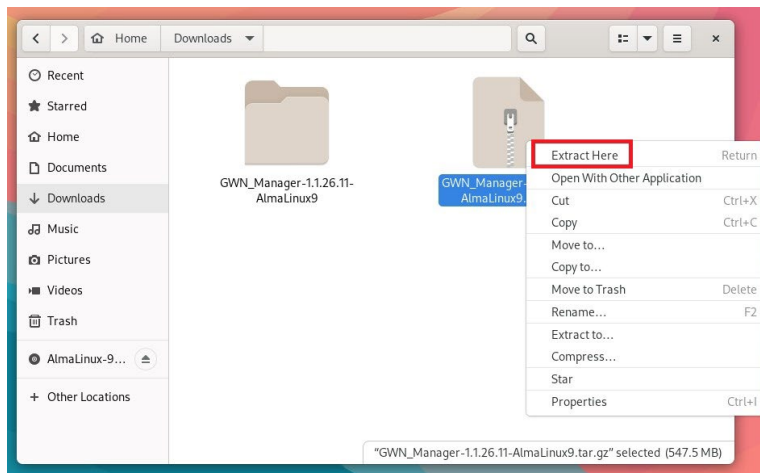 Home
Downloads
Recent
Starred
Home
Documents
Downloads
Music
Pictures
Videos
Trash
AlmaLinux-9...
+ Other Locations
GWN_Manager-1.1.26.11-
AlmaLinux9
GWN_Manager-
AlmaLinux9.
Extract Here Return
Open With Other Application
Cut Ctrl+X
Copy Ctrl+C
Move to...
Copy to...
Move to Trash Delete
Rename... F2
Extract to...
Compress...
Star
Properties Ctrl+I
"GWN_Manager-1.1.26.11-AlmaLinux9.tar.gz" selected (547.5 MB)